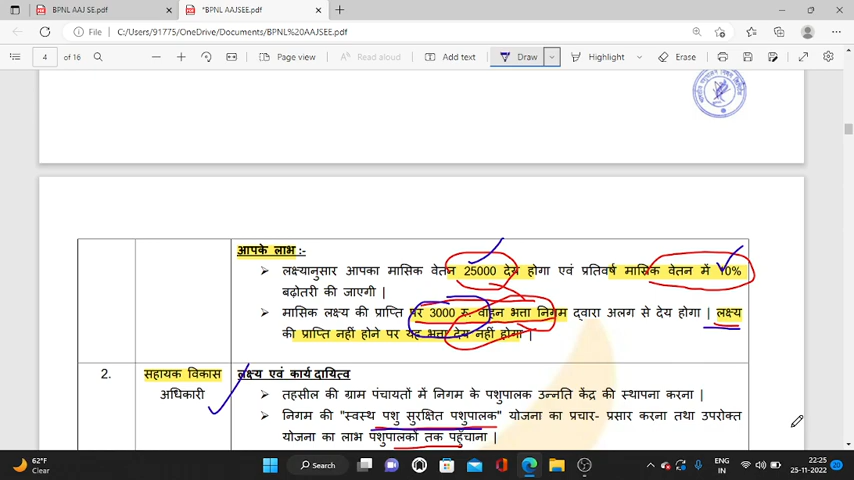 BPNL AAJ SE.pdf
*BPNL AAJSEE.pdf
File
C:/Users/91775/OneDrive/Documents/BPNL%20AAJSEE.pdf
4 of 16
Page view
Read aloud
Add text
Draw
Highlight
Erase
आपके लाभ :-
लक्ष्यानुसार आपका मासिक वेतन 25000 देय होगा एवं प्रतिवर्ष मासिक वेतन में 10%
बढ़ोतरी की जाएगी |
मासिक लक्ष्य की प्राप्ति पर 3000 रु. वाहन भत्ता निगम द्वारा अलग से देय होगा | लक्ष्य
की प्राप्ति नहीं होने पर यह भत्ता देय नहीं होगा |
2.
सहायक विकास
अधिकारी
लक्ष्य एवं कार्य दायित्व
तहसील की ग्राम पंचायतों में निगम के पशुपालक उन्नति केंद्र की स्थापना करना |
निगम की "स्वस्थ पशु सुरक्षित पशुपालक" योजना का प्रचार- प्रसार करना तथा उपरोक्त
योजना का लाभ पशुपालकों तक पहुँचाना |
62°F
Clear
Search
ENG
IN
22:25
25-11-2022